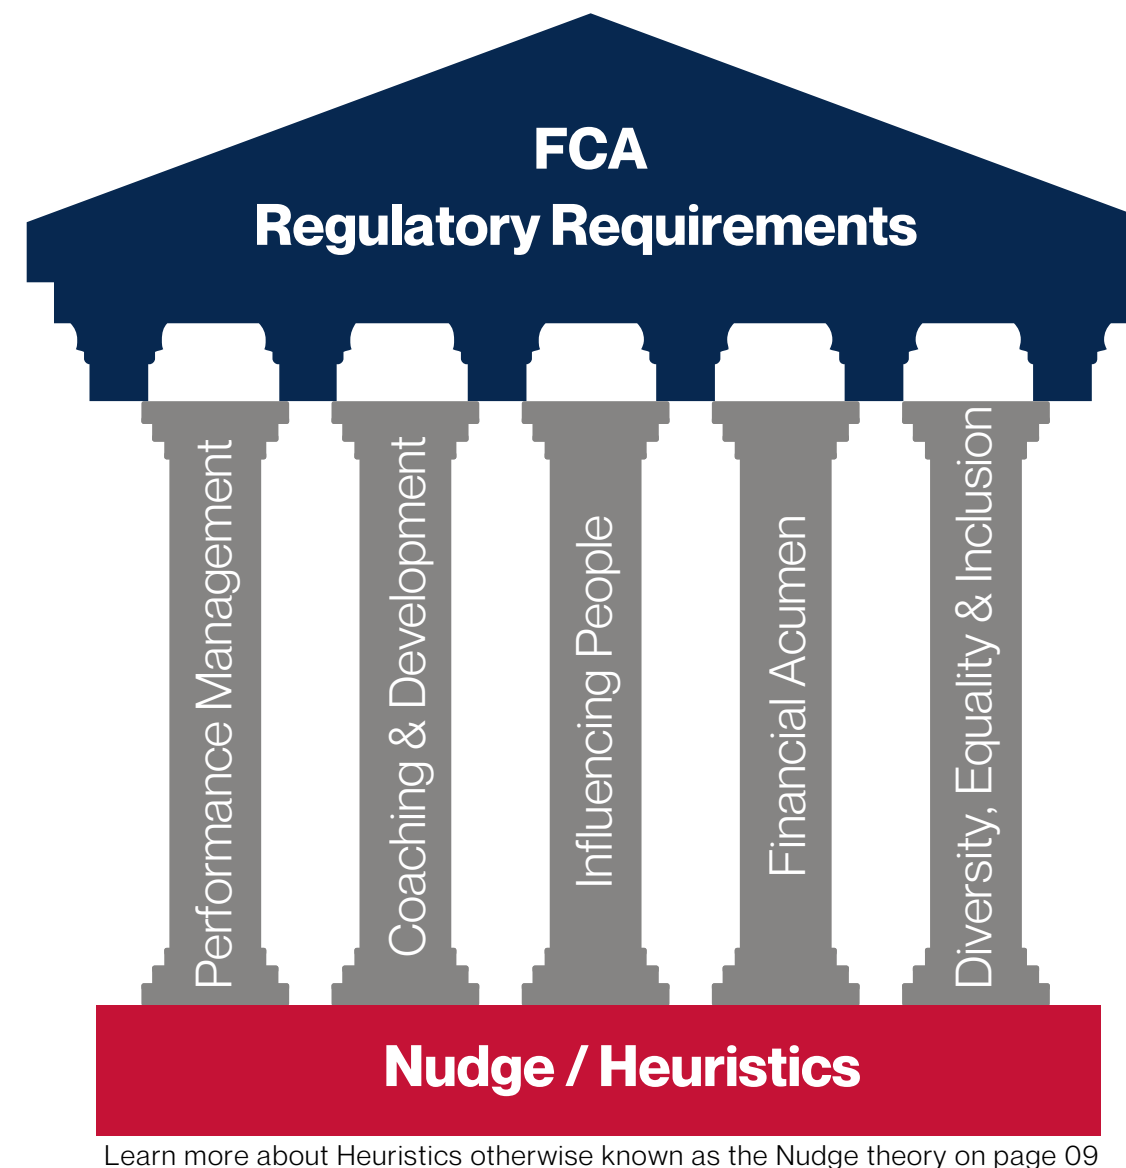 FCA
Regulatory Requirements
Performance Management
Coaching & Development
Influencing People
Financial Acumen
Diversity, Equality & Inclusion
Nudge / Heuristics
Learn more about Heuristics otherwise known as the Nudge theory on page 09